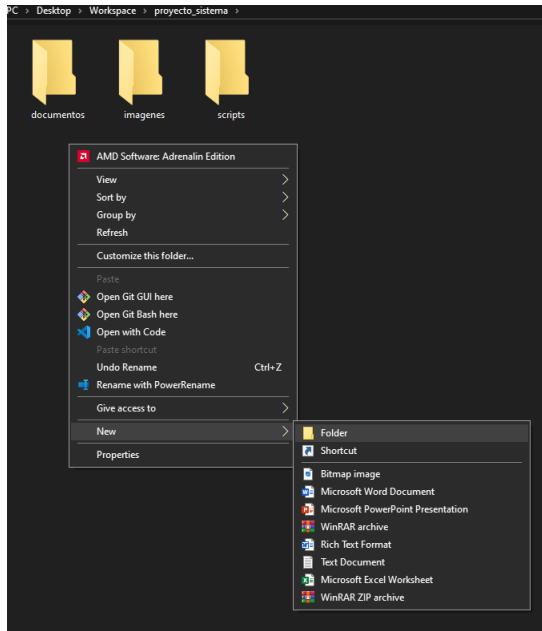 PC › Desktop › Workspace › proyecto_sistema ›
documentos imagenes scripts
AMD Software: Adrenalin Edition
View
Sort by
Group by
Refresh
Customize this folder...
Paste
Open Git GUI here
Open Git Bash here
Open with Code
Paste shortcut
Undo Rename Ctrl+Z
Rename with PowerRename
Give access to
New
Properties
Folder
Shortcut
Bitmap image
Microsoft Word Document
Microsoft PowerPoint Presentation
WinRAR archive
Rich Text Format
Text Document
Microsoft Excel Worksheet
WinRAR ZIP archive